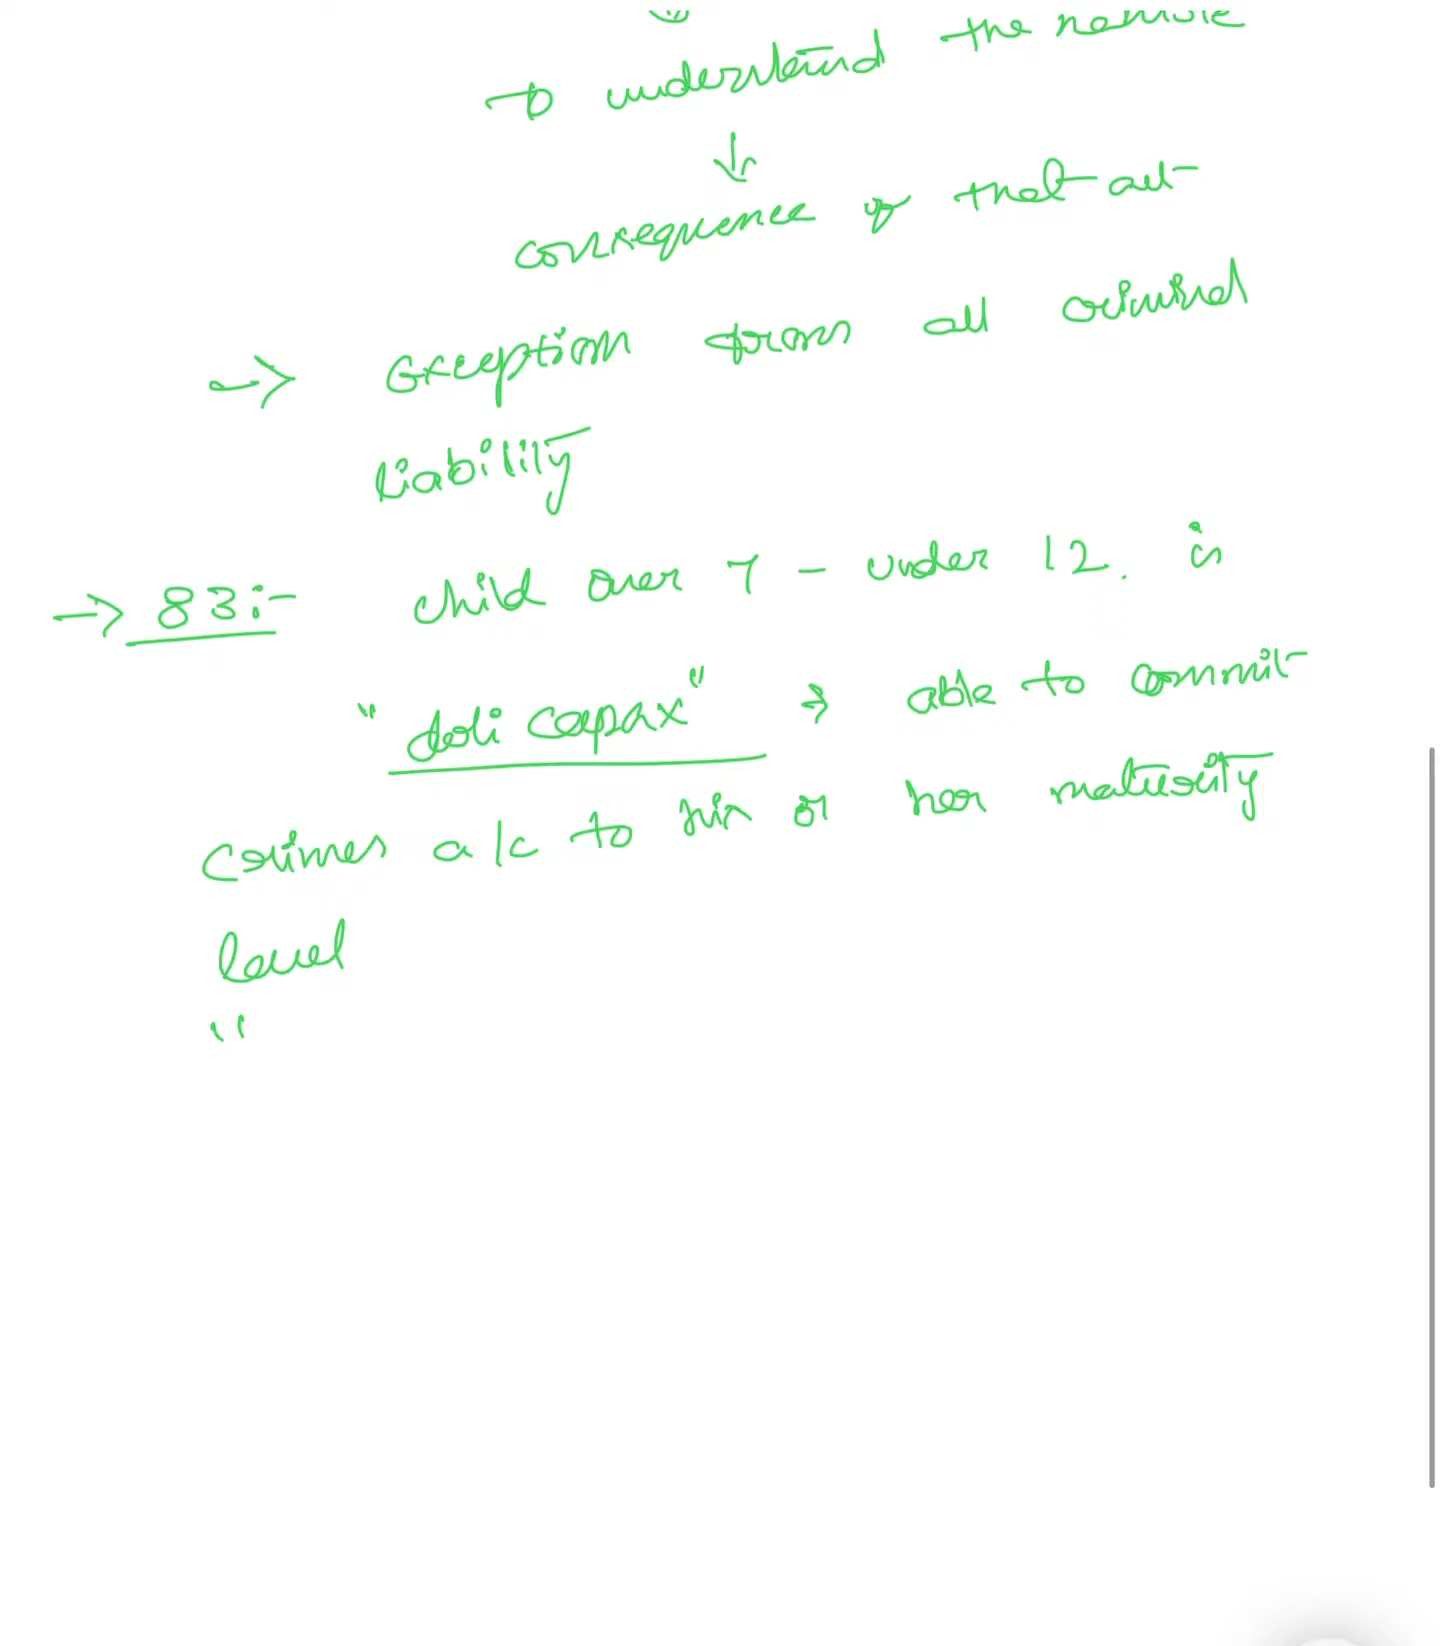 to understand the nature
↓
consequence of that act
→ exception from all criminal
liability
→ 83:- child over 7 - under 12. is
"doli capax" → able to commit
crimes a/c to his or her maturity
level
"